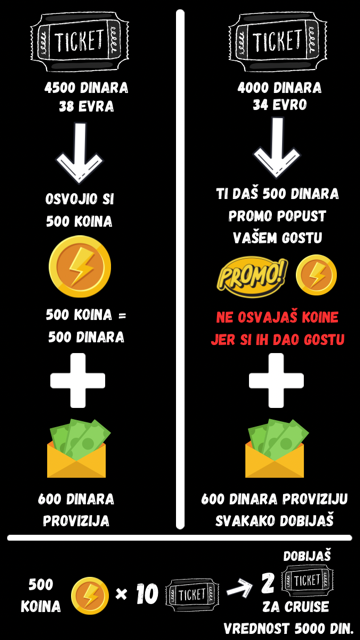 TICKET
4500 DINARA
38 EVRA
OSVOJIO SI
500 KOINA
500 KOINA =
500 DINARA
600 DINARA
PROVIZIJA
TICKET
4000 DINARA
34 EVRO
TI DAŠ 500 DINARA
PROMO POPUST
VAŠEM GOSTU
PROMO!
NE OSVAJAŠ KOINE
JER SI IH DAO GOSTU
600 DINARA PROVIZIJU
SVAKAKO DOBIJAŠ
500
KOINA
× 10
TICKET
DOBIJAŠ
2
TICKET
ZA CRUISE
VREDNOST 5000 DIN.